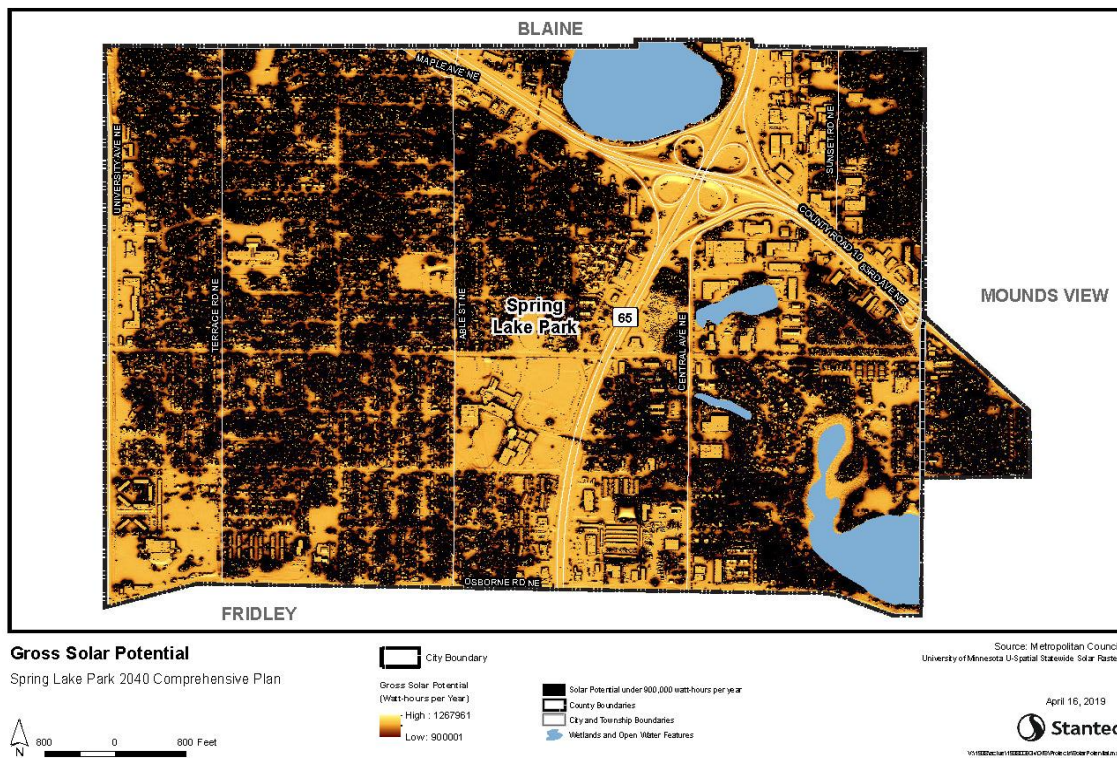 BLAINE
MAPLE AVE NE
UNIVERSITY AVE NE
SUNSET RD NE
COUNTY ROAD 10
83RD AVE NE
MOUNDS VIEW
Spring
Lake Park
65
TERRACE RD NE
ABLE ST NE
CENTRAL AVE NE
OSBORNE RD NE
FRIDLEY
Gross Solar Potential
Spring Lake Park 2040 Comprehensive Plan
N
800 0 800 Feet
City Boundary
Gross Solar Potential
(Watt-hours per Year)
High : 1267961
Low: 900001
Solar Potential under 900,000 watt-hours per year
County Boundaries
City and Township Boundaries
Wetlands and Open Water Features
Source: Metropolitan Counci
University of Minnesota U-Spatial Statewide Solar Raster
April 16, 2019
Stantec